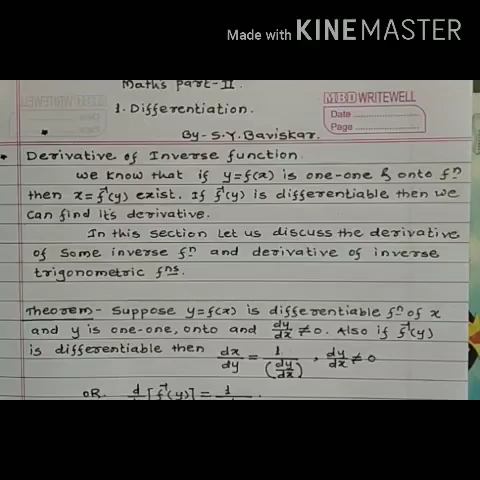 Made with KINEMASTER
Maths part-II
MBD WRITEWELL
1. Differentiation.
Date
Page
By- S.Y. Baviskar.
• Derivative of Inverse function.
We know that if y=f(x) is one-one & onto fⁿ
then x=f⁻¹(y) exist. If f⁻¹(y) is differentiable then we
can find it's derivative.
In this section let us discuss the derivative
of some inverse fⁿ and derivative of inverse
trigonometric fⁿˢ.
Theorem- Suppose y=f(x) is differentiable fⁿ of x
and y is one-one, onto and dy/dx ≠0. Also if f⁻¹(y)
is differentiable then dx/dy = 1/(dy/dx), dy/dx ≠ 0
OR. d [f⁻¹(y)] = 1